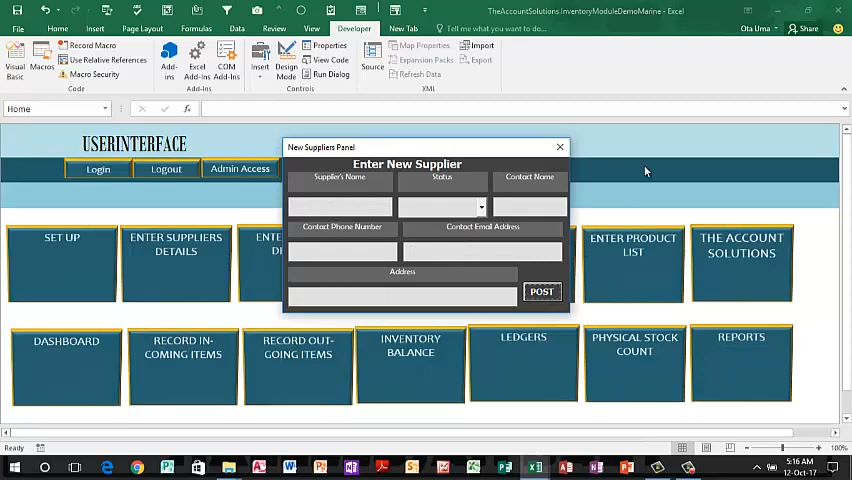 TheAccountSolutions.InventoryModuleDemoMarine - Excel
File Home Insert Page Layout Formulas Data Review View Developer New Tab Tell me what you want to do... Ota Uma Share
Visual Basic
Macros
Record Macro
Use Relative References
Macro Security
Code
Add-ins
Excel Add-Ins
COM Add-Ins
Add-Ins
Insert
Design Mode
Properties
View Code
Run Dialog
Controls
Source
Map Properties
Expansion Packs
Refresh Data
Import
Export
XML
Home
fx
USERINTERFACE
Login Logout Admin Access
New Suppliers Panel
Enter New Supplier
Supplier's Name Status Contact Name
Contact Phone Number Contact Email Address
Address
POST
SET UP
ENTER SUPPLIERS
DETAILS
ENTER PRODUCT
LIST
THE ACCOUNT
SOLUTIONS
DASHBOARD
RECORD IN-
COMING ITEMS
RECORD OUT-
GOING ITEMS
INVENTORY
BALANCE
LEDGERS
PHYSICAL STOCK
COUNT
REPORTS
Ready
100%
5:16 AM
12-Oct-17